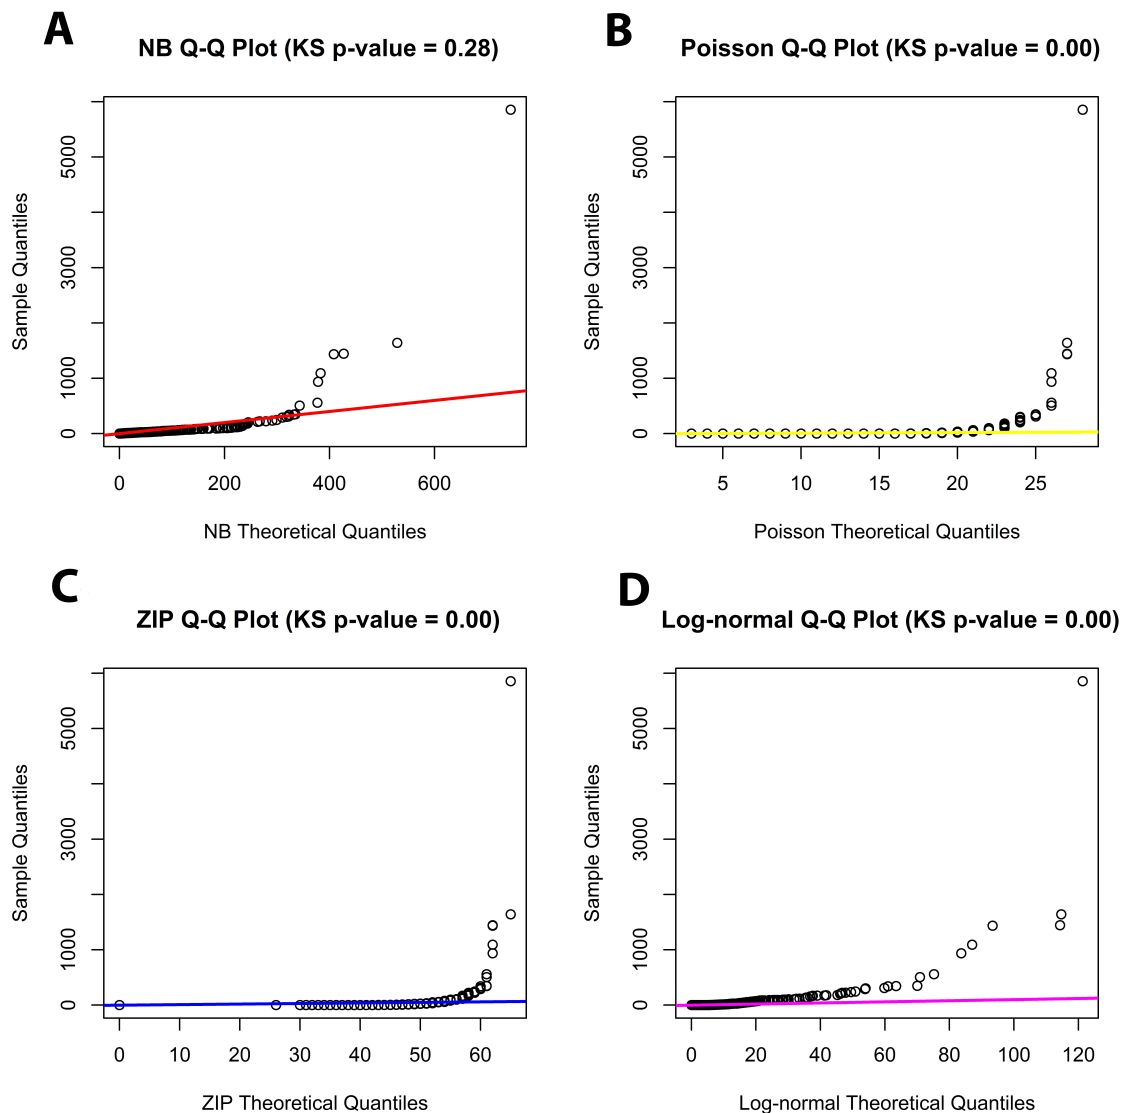 A
NB Q-Q Plot (KS p-value = 0.28)
Sample Quantiles
5000
3000
1000
0
0 200 400 600
NB Theoretical Quantiles
B
Poisson Q-Q Plot (KS p-value = 0.00)
Sample Quantiles
5000
3000
1000
0
5 10 15 20 25
Poisson Theoretical Quantiles
C
ZIP Q-Q Plot (KS p-value = 0.00)
Sample Quantiles
5000
3000
1000
0
0 10 20 30 40 50 60
ZIP Theoretical Quantiles
D
Log-normal Q-Q Plot (KS p-value = 0.00)
Sample Quantiles
5000
3000
1000
0
0 20 40 60 80 100 120
Log-normal Theoretical Quantiles